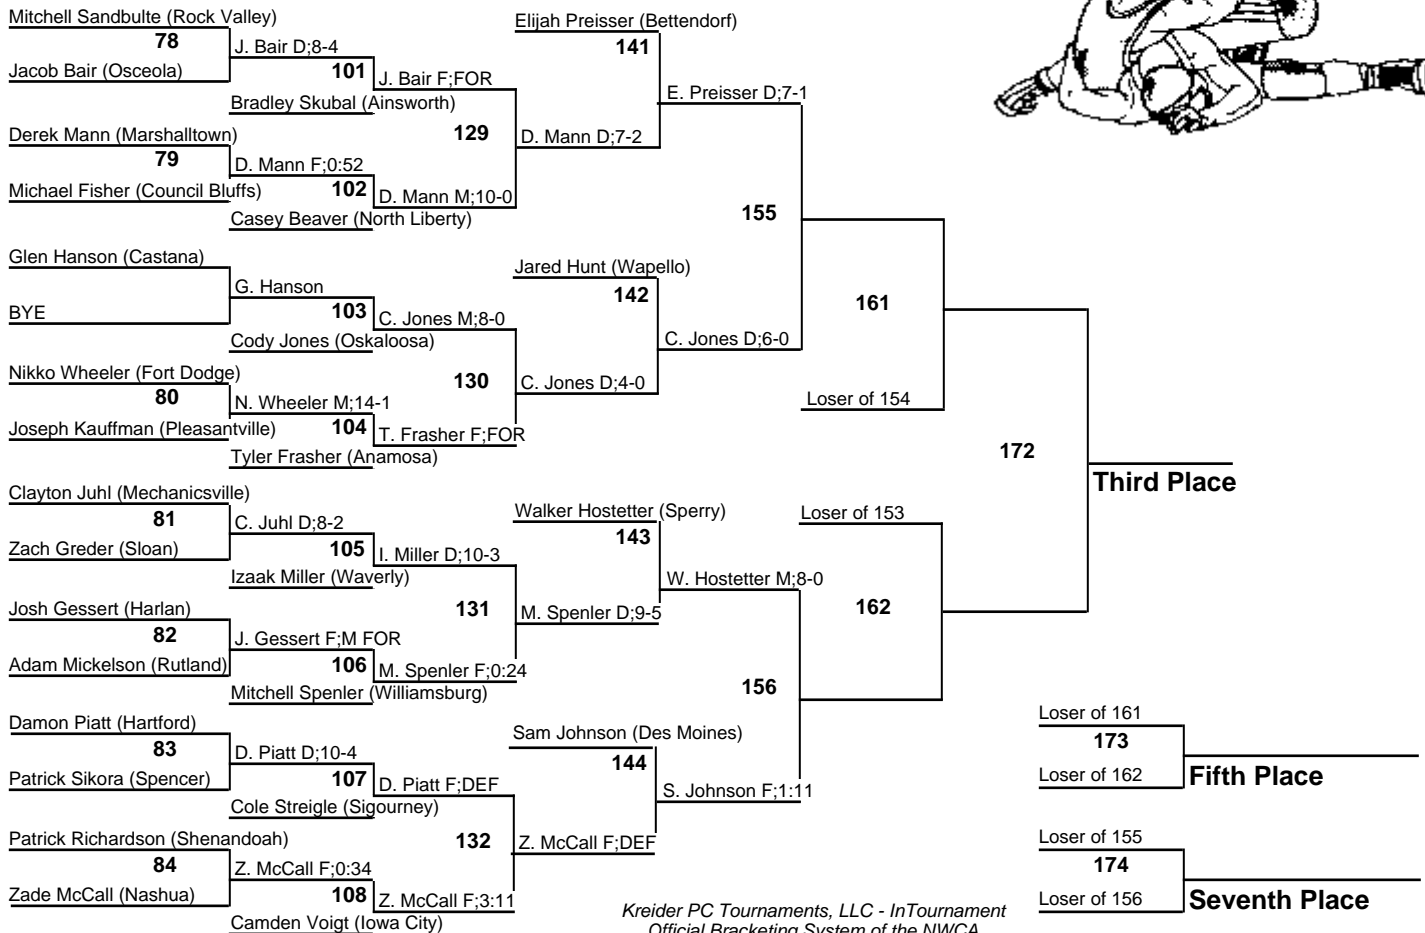 Mitchell Sandbulte (Rock Valley)
78
Jacob Bair (Osceola)
J. Bair D;8-4
101
Bradley Skubal (Ainsworth)
J. Bair F;FOR
Derek Mann (Marshalltown)
79
Michael Fisher (Council Bluffs)
D. Mann F;0:52
102
Casey Beaver (North Liberty)
D. Mann M;10-0
129
Elijah Preisser (Bettendorf)
141
D. Mann D;7-2
E. Preisser D;7-1
Glen Hanson (Castana)
BYE
G. Hanson
103
Cody Jones (Oskaloosa)
C. Jones M;8-0
Nikko Wheeler (Fort Dodge)
80
Joseph Kauffman (Pleasantville)
N. Wheeler M;14-1
104
Tyler Frasher (Anamosa)
T. Frasher F;FOR
130
Jared Hunt (Wapello)
142
C. Jones D;4-0
C. Jones D;6-0
155
161
Loser of 154
Clayton Juhl (Mechanicsville)
81
Zach Greder (Sloan)
C. Juhl D;8-2
105
Izaak Miller (Waverly)
I. Miller D;10-3
Josh Gessert (Harlan)
82
Adam Mickelson (Rutland)
J. Gessert F;M FOR
106
Mitchell Spenler (Williamsburg)
M. Spenler F;0:24
131
Walker Hostetter (Sperry)
143
M. Spenler D;9-5
W. Hostetter M;8-0
Damon Piatt (Hartford)
83
Patrick Sikora (Spencer)
D. Piatt D;10-4
107
Cole Streigle (Sigourney)
D. Piatt F;DEF
Patrick Richardson (Shenandoah)
84
Zade McCall (Nashua)
Z. McCall F;0:34
108
Camden Voigt (Iowa City)
Z. McCall F;3:11
132
Sam Johnson (Des Moines)
144
Z. McCall F;DEF
S. Johnson F;1:11
156
Loser of 153
162
172
Third Place
Loser of 161
173
Loser of 162
Fifth Place
Loser of 155
174
Loser of 156
Seventh Place
Kreider PC Tournaments, LLC - InTournament
Official Bracketing System of the NWCA